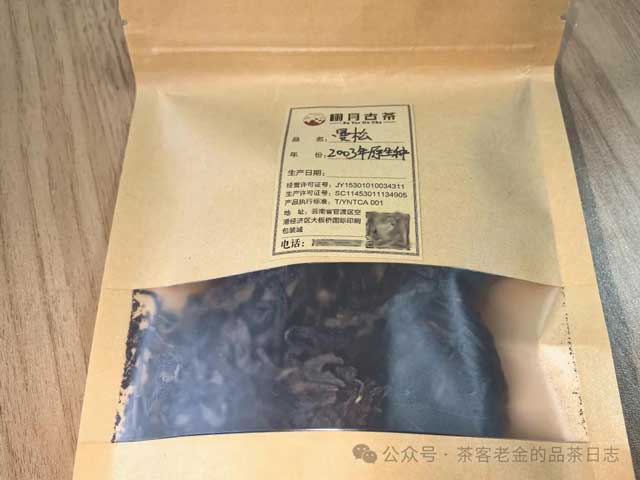 月古茶
品 名：曼松
年 份：2003年原生种
生产日期：
经营许可证号：JY15301010034311
生产许可证号：SC11453011134905
产品执行标准：T/YNTCA 001
地 址：云南省官渡区空
港经济区大板桥国际印刷
包装城
电话：
公众号·茶客老金的品茶日志